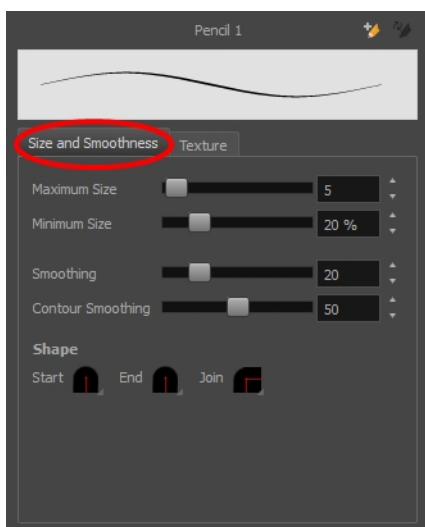 Pencil 1
Size and Smoothness Texture
Maximum Size 5
Minimum Size 20 %
Smoothing 20
Contour Smoothing 50
Shape
Start End Join